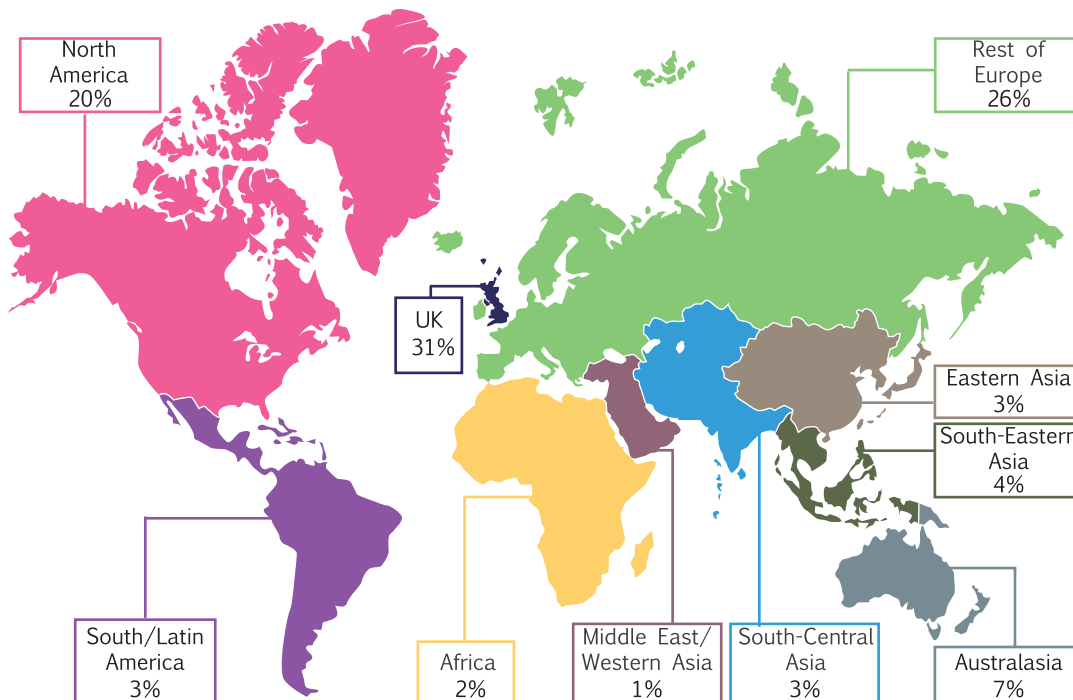 North
America
20%
Rest of
Europe
26%
UK
31%
Eastern Asia
3%
South-Eastern
Asia
4%
South/Latin
America
3%
Africa
2%
Middle East/
Western Asia
1%
South-Central
Asia
3%
Australasia
7%